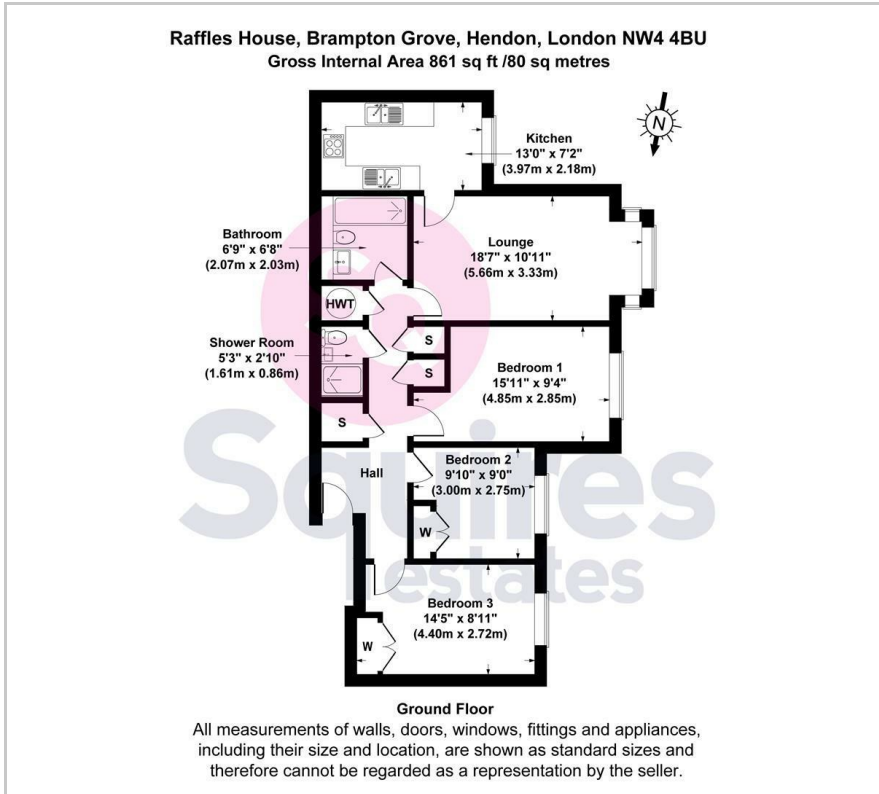 Raffles House, Brampton Grove, Hendon, London NW4 4BU
Gross Internal Area 861 sq ft /80 sq metres
N
Kitchen
13'0" x 7'2"
(3.97m x 2.18m)
Bathroom
6'9" x 6'8"
(2.07m x 2.03m)
Lounge
18'7" x 10'11"
(5.66m x 3.33m)
HWT
Shower Room
5'3" x 2'10"
(1.61m x 0.86m)
S
S
S
Bedroom 1
15'11" x 9'4"
(4.85m x 2.85m)
Hall
Bedroom 2
9'10" x 9'0"
(3.00m x 2.75m)
W
Bedroom 3
14'5" x 8'11"
(4.40m x 2.72m)
W
SQ
Squires
estates
Ground Floor
All measurements of walls, doors, windows, fittings and appliances,
including their size and location, are shown as standard sizes and
therefore cannot be regarded as a representation by the seller.